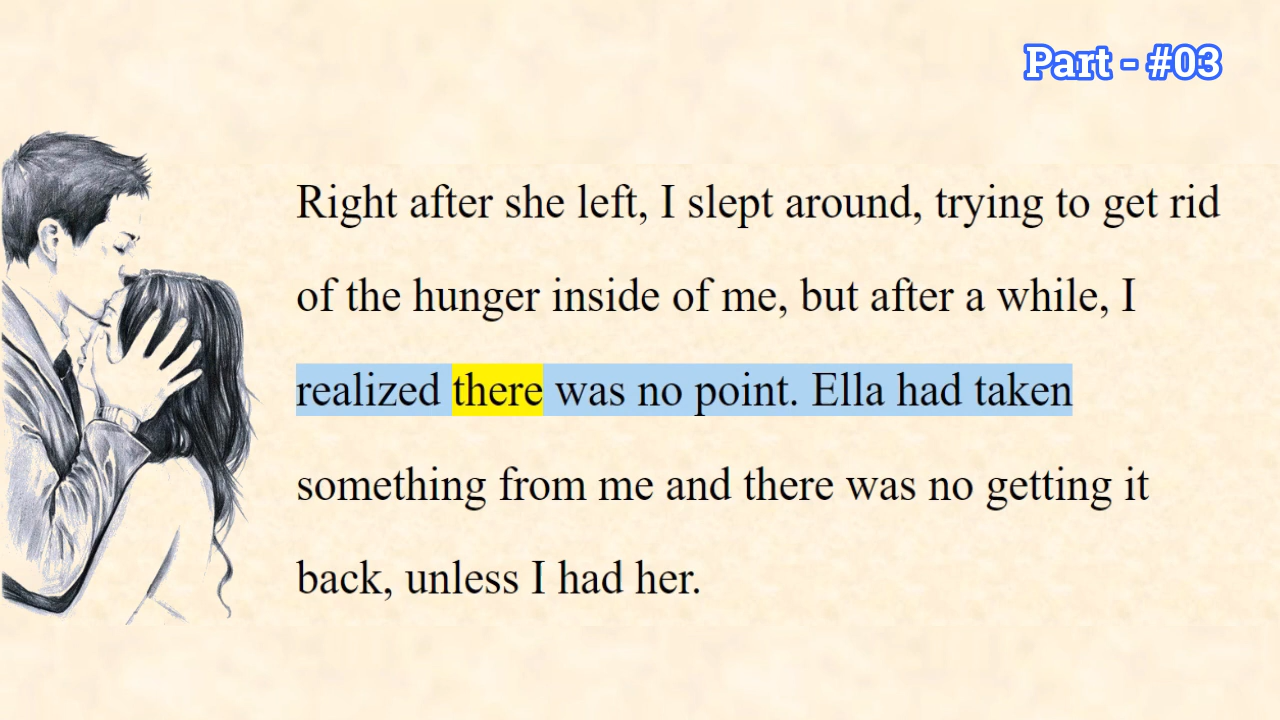 Part - #03
Right after she left, I slept around, trying to get rid
of the hunger inside of me, but after a while, I
realized there was no point. Ella had taken
something from me and there was no getting it
back, unless I had her.